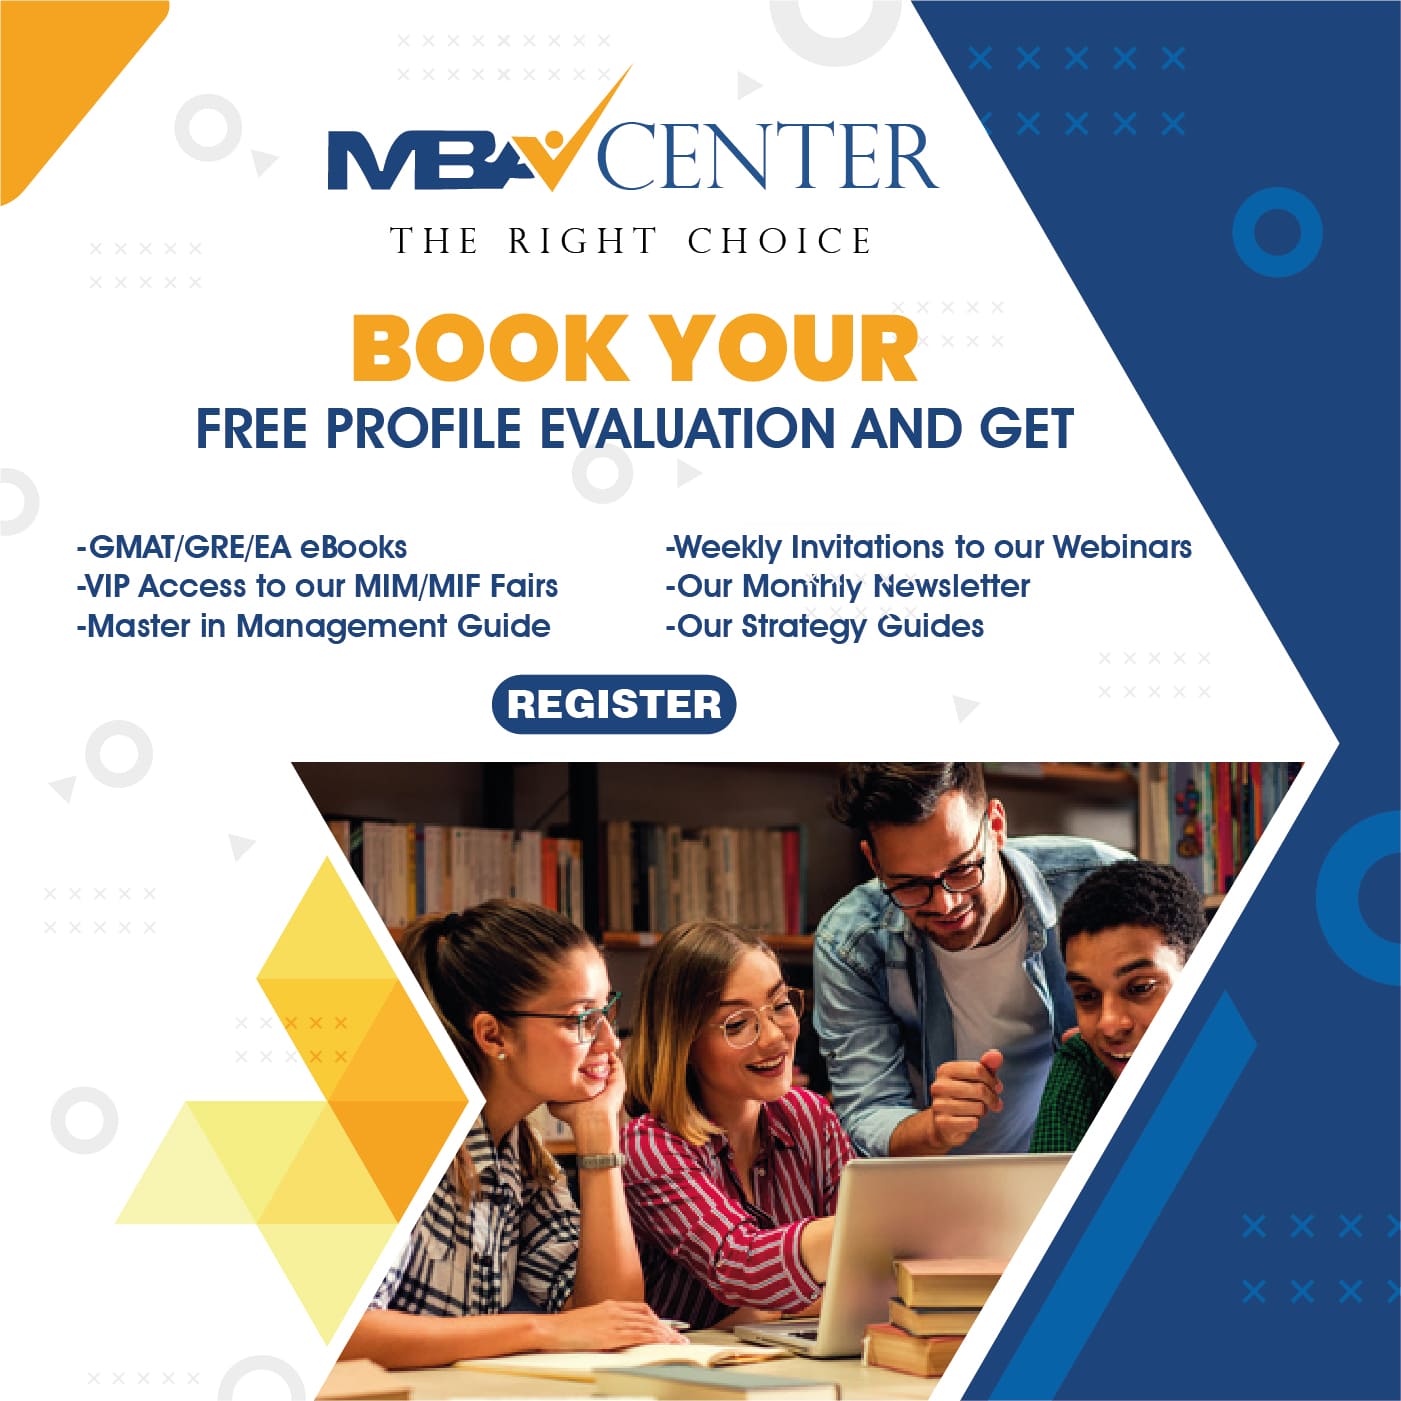 MBA CENTER
THE RIGHT CHOICE
BOOK YOUR
FREE PROFILE EVALUATION AND GET
-GMAT/GRE/EA eBooks
-VIP Access to our MIM/MIF Fairs
-Master in Management Guide
-Weekly Invitations to our Webinars
-Our Monthly Newsletter
-Our Strategy Guides
REGISTER